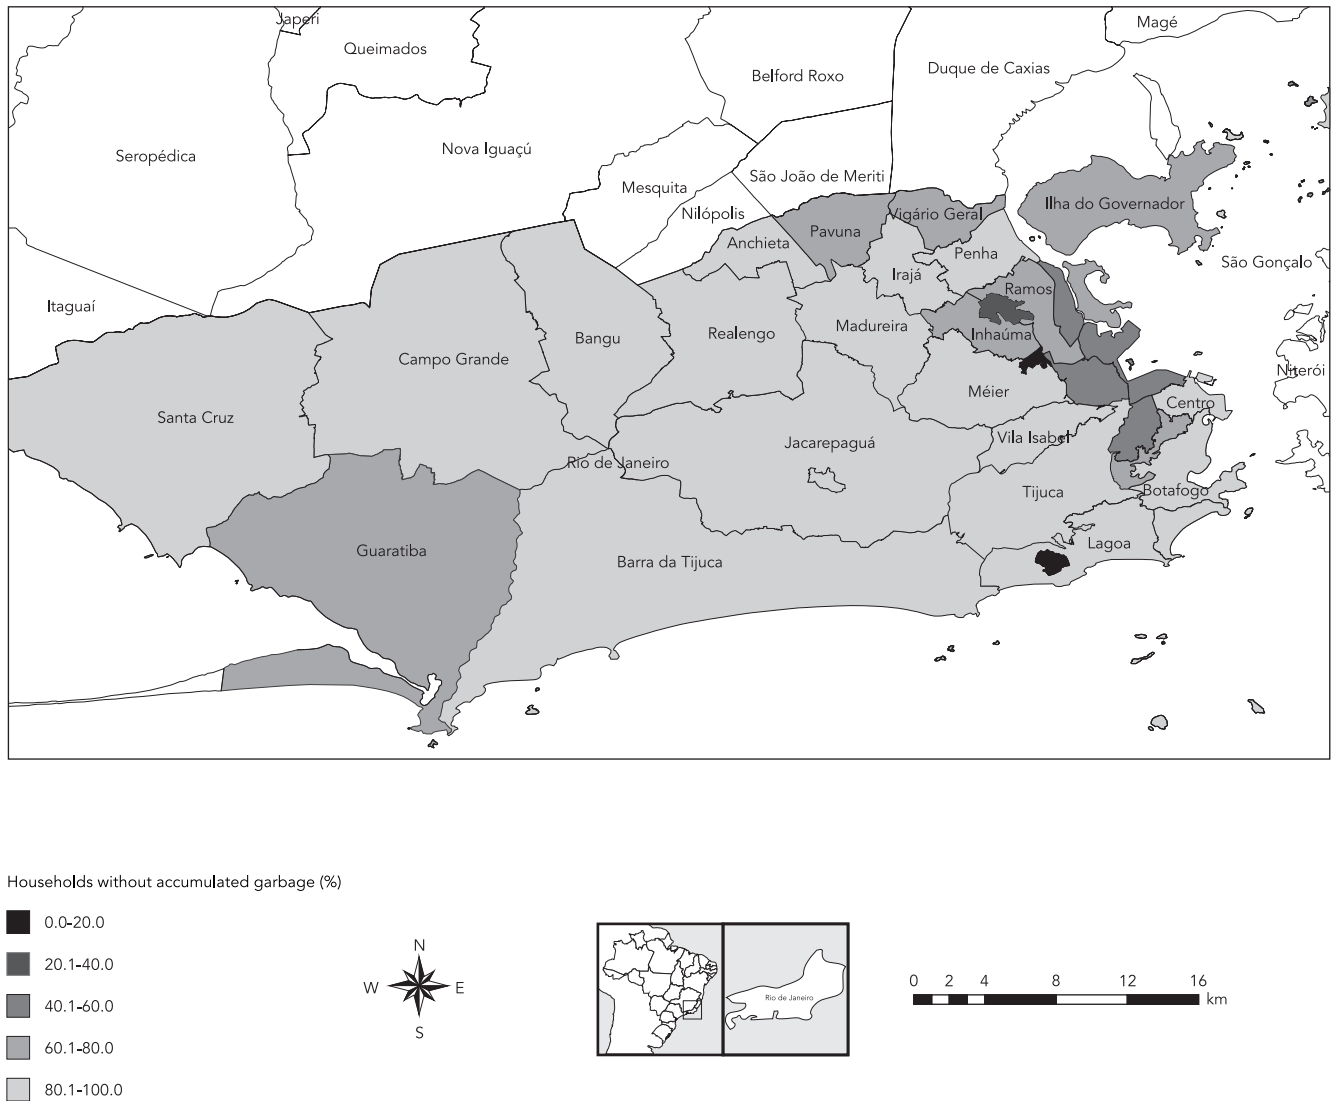 Japeri
Magé
Queimados
Belford Roxo
Duque de Caxias
Seropédica
Nova Iguaçú
São João de Meriti
Mesquita
Nilópolis
Ilha do Governador
Vigário Geral
Pavuna
Anchieta
Penha
São Gonçalo
Irajá
Ramos
Itaguaí
Madureira
Inhaúma
Realengo
Bangu
Campo Grande
Niterói
Méier
Centro
Santa Cruz
Vila Isabel
Jacarepaguá
Rio de Janeiro
Tijuca
Botafogo
Lagoa
Guaratiba
Barra da Tijuca
Households without accumulated garbage (%)
0.0-20.0
20.1-40.0
40.1-60.0
60.1-80.0
80.1-100.0
N
W E
S
Rio de Janeiro
0 2 4 8 12 16
km